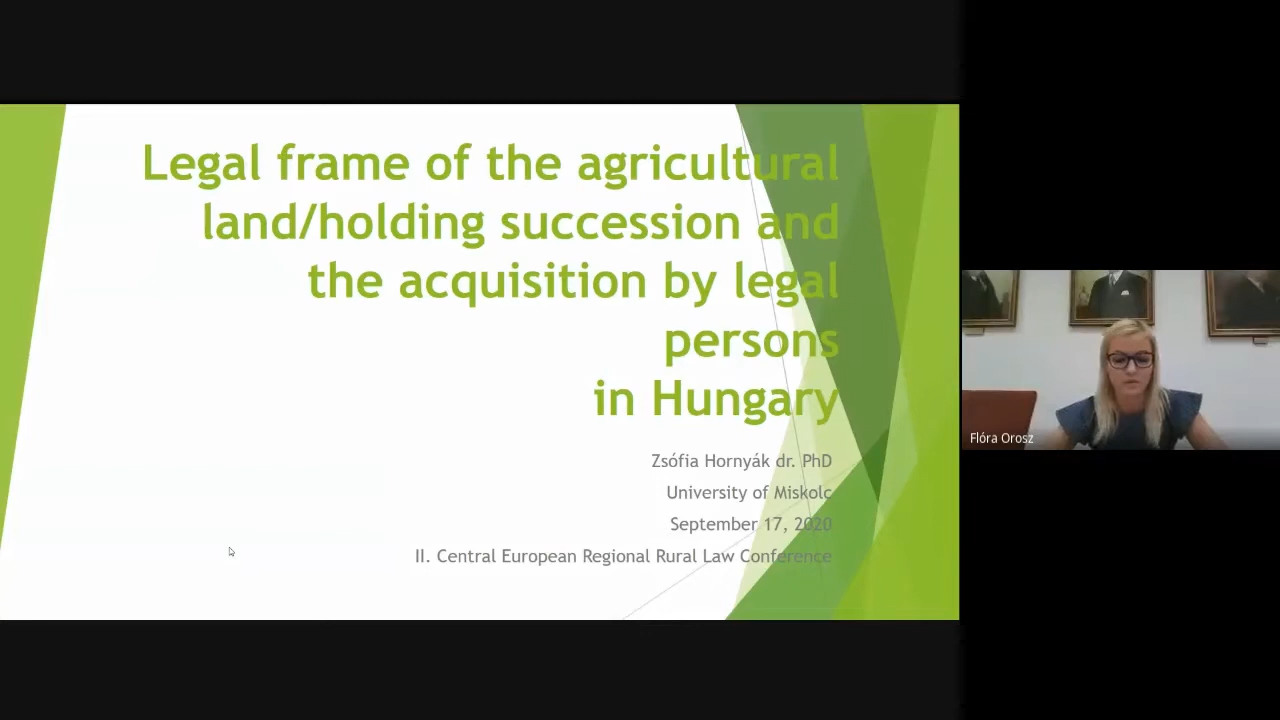 Legal frame of the agricultural
land/holding succession and
the acquisition by legal
persons
in Hungary
Zsófia Hornyák dr. PhD
University of Miskolc
September 17, 2020
II. Central European Regional Rural Law Conference
Flóra Orosz